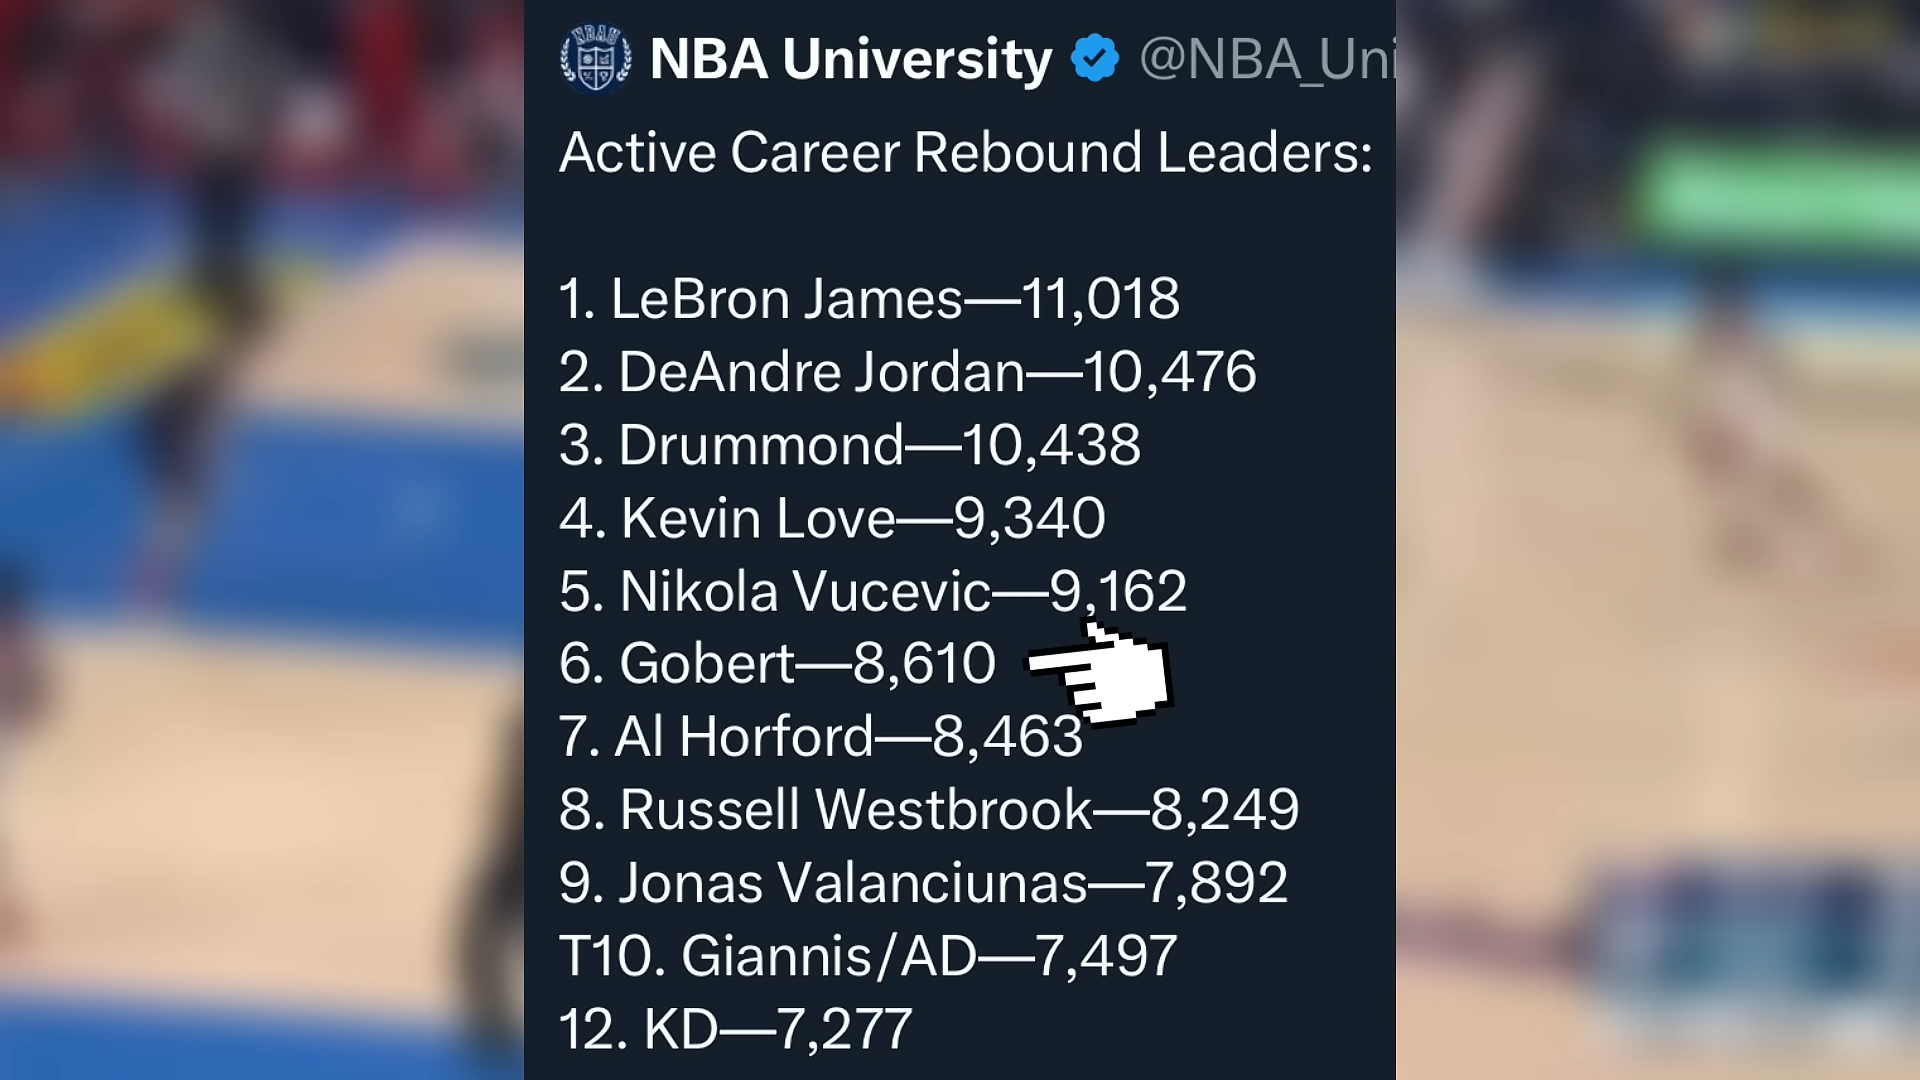 NBA University @NBA_Uni
Active Career Rebound Leaders:
1. LeBron James—11,018
2. DeAndre Jordan—10,476
3. Drummond—10,438
4. Kevin Love—9,340
5. Nikola Vucevic—9,162
6. Gobert—8,610
7. Al Horford—8,463
8. Russell Westbrook—8,249
9. Jonas Valanciunas—7,892
T10. Giannis/AD—7,497
12. KD—7,277